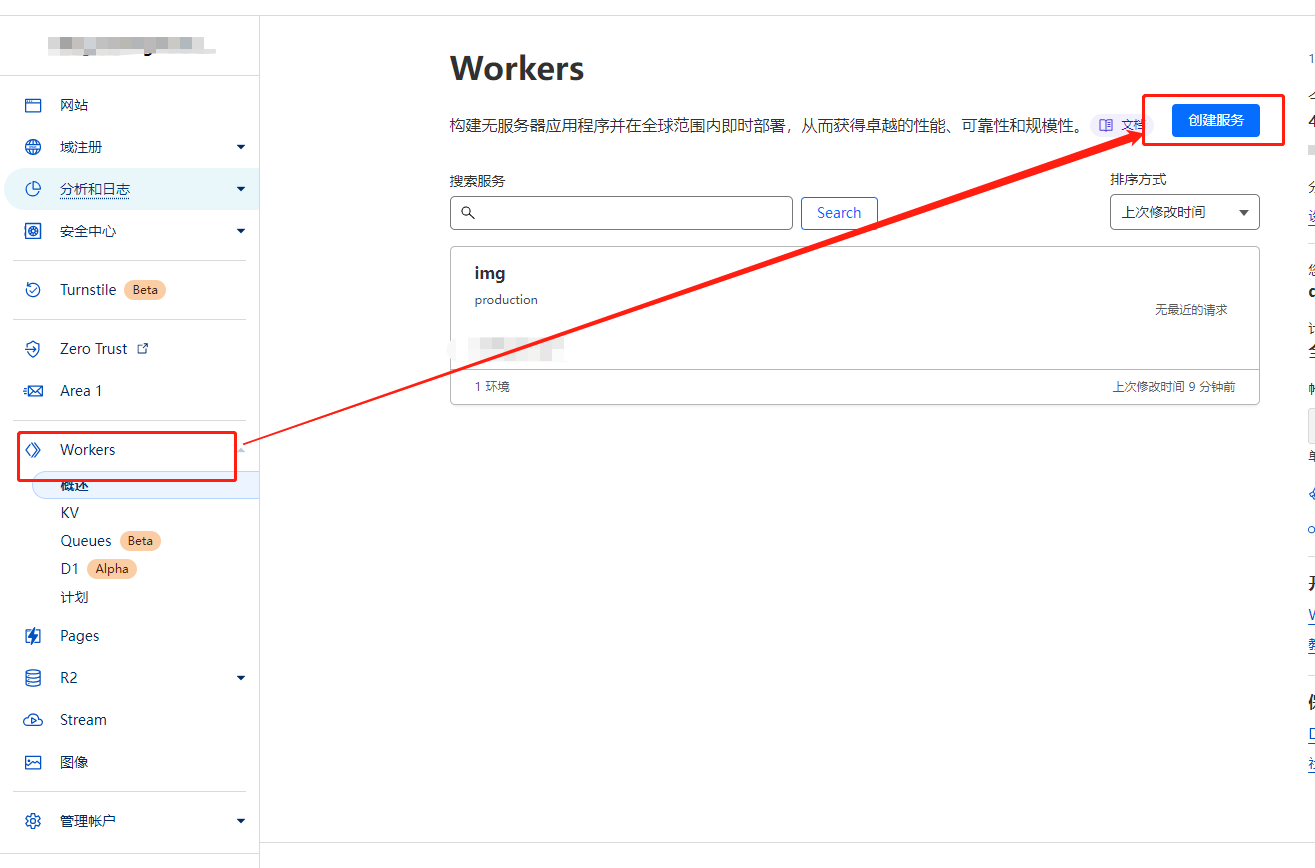 网站
域注册
分析和日志
安全中心
Turnstile Beta
Zero Trust
Area 1
Workers
概述
KV
Queues Beta
D1 Alpha
计划
Pages
R2
Stream
图像
管理帐户
Workers
构建无服务器应用程序并在全球范围内即时部署，从而获得卓越的性能、可靠性和规模性。 文档
创建服务
搜索服务
Search
排序方式
上次修改时间
img
production
无最近的请求
1 环境
上次修改时间 9 分钟前